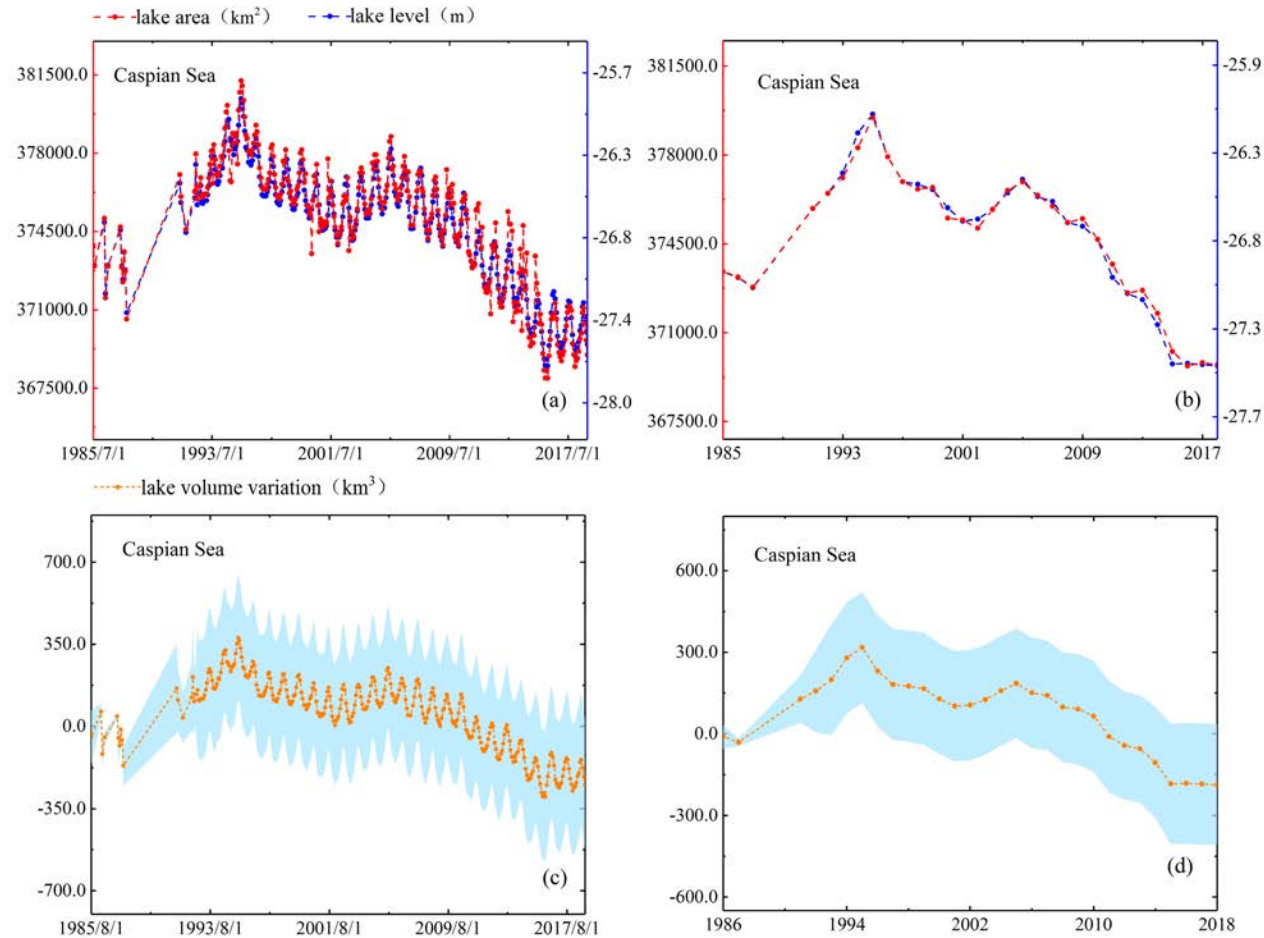 lake area（km²） lake level（m）
Caspian Sea
381500.0
378000.0
374500.0
371000.0
367500.0
-25.7
-26.3
-26.8
-27.4
-28.0
(a)
1985/7/1 1993/7/1 2001/7/1 2009/7/1 2017/7/1
Caspian Sea
381500.0
378000.0
374500.0
371000.0
367500.0
-25.9
-26.3
-26.8
-27.3
-27.7
(b)
1985 1993 2001 2009 2017
lake volume variation（km³）
Caspian Sea
700.0
350.0
0.0
-350.0
-700.0
(c)
1985/8/1 1993/8/1 2001/8/1 2009/8/1 2017/8/1
Caspian Sea
600.0
300.0
0.0
-300.0
-600.0
(d)
1986 1994 2002 2010 2018